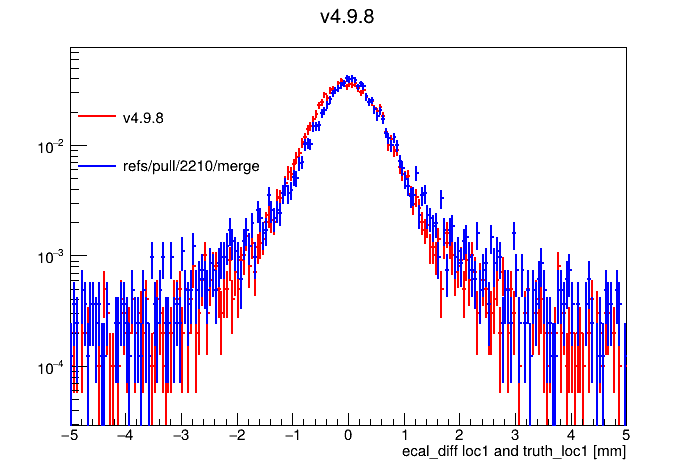 v4.9.8
v4.9.8
refs/pull/2210/merge
10⁻²
10⁻³
10⁻⁴
−5 −4 −3 −2 −1 0 1 2 3 4 5
ecal_diff loc1 and truth_loc1 [mm]